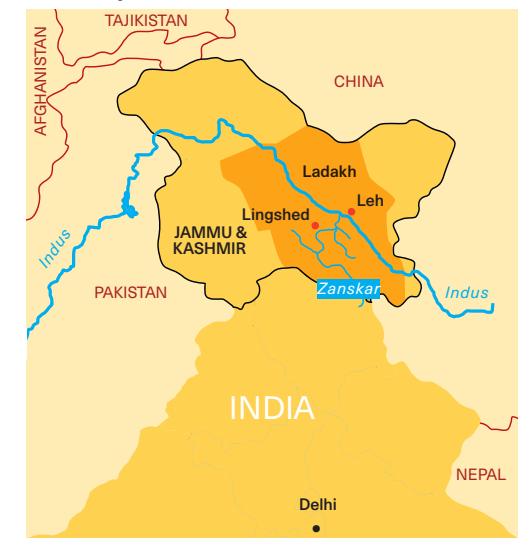 TAJIKISTAN
AFGHANISTAN
CHINA
Ladakh
Leh
Lingshed
JAMMU &
KASHMIR
Indus
PAKISTAN
Zanskar
Indus
INDIA
NEPAL
Delhi